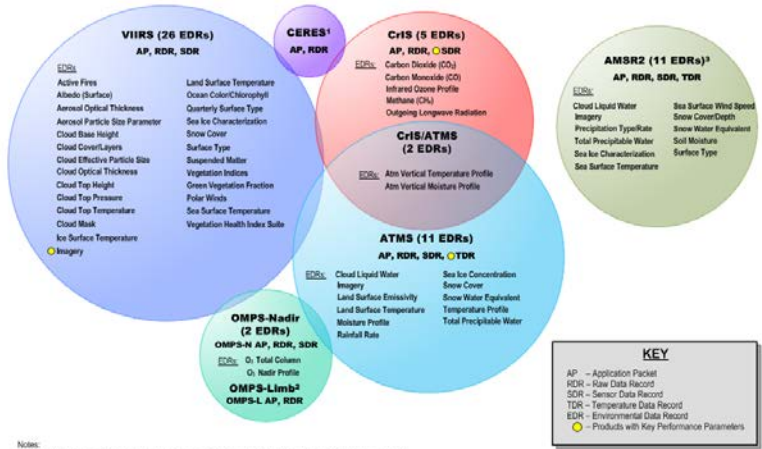 VIIRS (26 EDRs)
AP, RDR, SDR
EDRs:
Active Fires
Albedo (Surface)
Aerosol Optical Thickness
Aerosol Particle Size Parameter
Cloud Base Height
Cloud Cover/Layers
Cloud Effective Particle Size
Cloud Optical Thickness
Cloud Top Height
Cloud Top Pressure
Cloud Top Temperature
Cloud Mask
Ice Surface Temperature
Imagery
Land Surface Temperature
Ocean Color/Chlorophyll
Quarterly Surface Type
Sea Ice Characterization
Snow Cover
Surface Type
Suspended Matter
Vegetation Indices
Green Vegetation Fraction
Polar Winds
Sea Surface Temperature
Vegetation Health Index Suite
CERES¹
AP, RDR
CrIS (5 EDRs)
AP, RDR, SDR
EDRs:
Carbon Dioxide (CO₂)
Carbon Monoxide (CO)
Infrared Ozone Profile
Methane (CH₄)
Outgoing Longwave Radiation
CrIS/ATMS
(2 EDRs)
EDRs:
Atm Vertical Temperature Profile
Atm Vertical Moisture Profile
ATMS (11 EDRs)
AP, RDR, SDR, TDR
EDRs:
Cloud Liquid Water
Imagery
Land Surface Emissivity
Land Surface Temperature
Moisture Profile
Rainfall Rate
Sea Ice Concentration
Snow Cover
Snow Water Equivalent
Temperature Profile
Total Precipitable Water
AMSR2 (11 EDRs)³
AP, RDR, SDR, TDR
EDRs:
Cloud Liquid Water
Imagery
Precipitation Type/Rate
Total Precipitable Water
Sea Ice Characterization
Sea Surface Temperature
Sea Surface Wind Speed
Snow Cover/Depth
Snow Water Equivalent
Soil Moisture
Surface Type
OMPS-Nadir
(2 EDRs)
OMPS-N AP, RDR, SDR
EDRs: O₃ Total Column
O₃ Nadir Profile
OMPS-Limb²
OMPS-L AP, RDR
KEY
AP – Application Packet
RDR – Raw Data Record
SDR – Sensor Data Record
TDR – Temperature Data Record
EDR – Environmental Data Record
– Products with Key Performance Parameters
Notes: